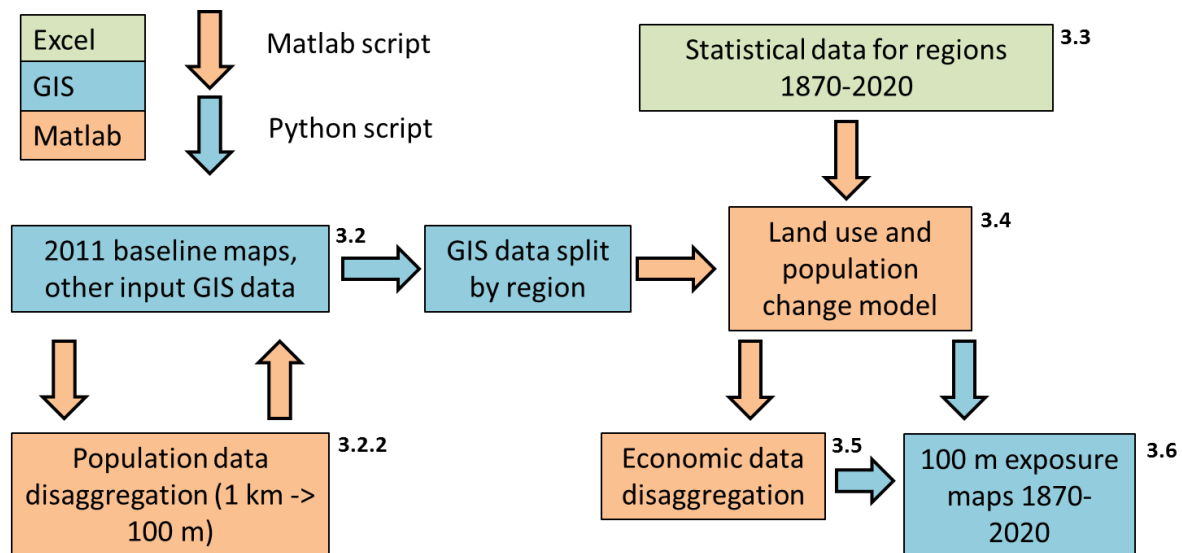 Excel
GIS
Matlab
Matlab script
Python script
Statistical data for regions
1870-2020
3.3
2011 baseline maps,
other input GIS data
3.2
GIS data split
by region
Land use and
population
change model
3.4
Population data
disaggregation (1 km ->
100 m)
3.2.2
Economic data
disaggregation
3.5
100 m exposure
maps 1870-
2020
3.6